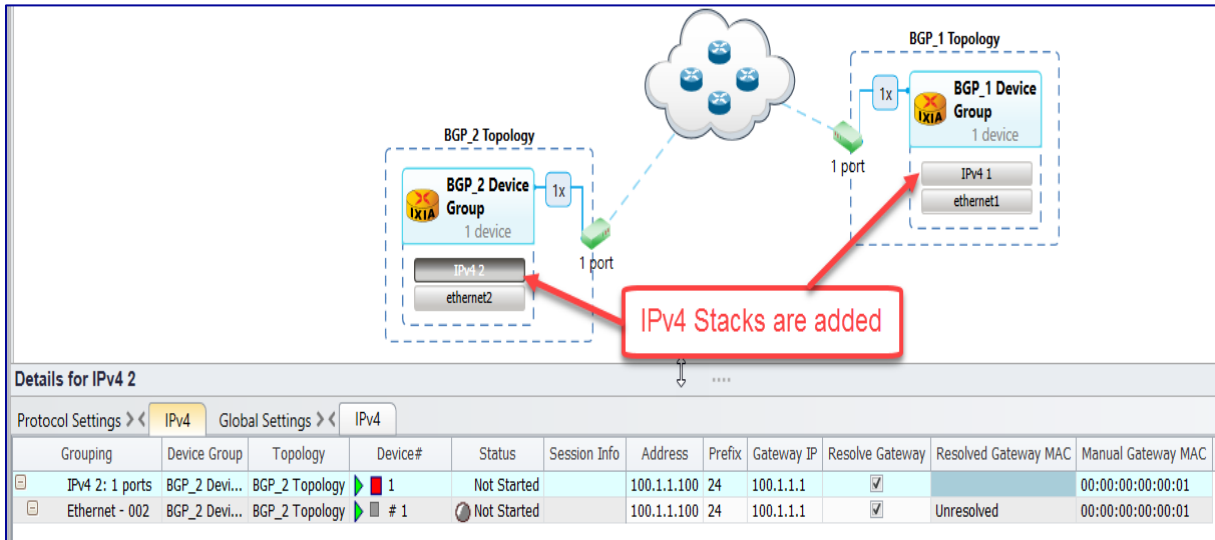 BGP_1 Topology
1x
IXIA
BGP_1 Device
Group
1 device
1 port
IPv4 1
ethernet1
BGP_2 Topology
IXIA
BGP_2 Device
Group
1 device
1x
1 port
IPv4 2
ethernet2
IPv4 Stacks are added
Details for IPv4 2
Protocol Settings IPv4 Global Settings IPv4
Grouping Device Group Topology Device# Status Session Info Address Prefix Gateway IP Resolve Gateway Resolved Gateway MAC Manual Gateway MAC
IPv4 2: 1 ports BGP_2 Devi... BGP_2 Topology 1 Not Started 100.1.1.100 24 100.1.1.1 00:00:00:00:00:01
Ethernet - 002 BGP_2 Devi... BGP_2 Topology # 1 Not Started 100.1.1.100 24 100.1.1.1 Unresolved 00:00:00:00:00:01